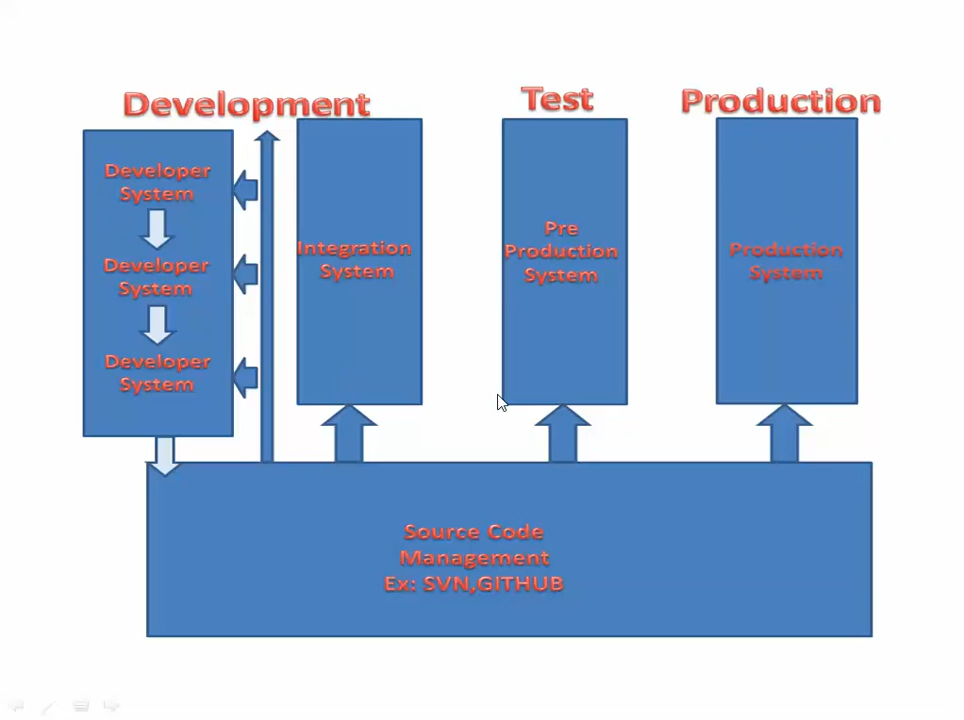 Development
Test
Production
Developer
System
Developer
System
Developer
System
Integration
System
Pre
Production
System
Production
System
Source Code
Management
Ex: SVN,GITHUB